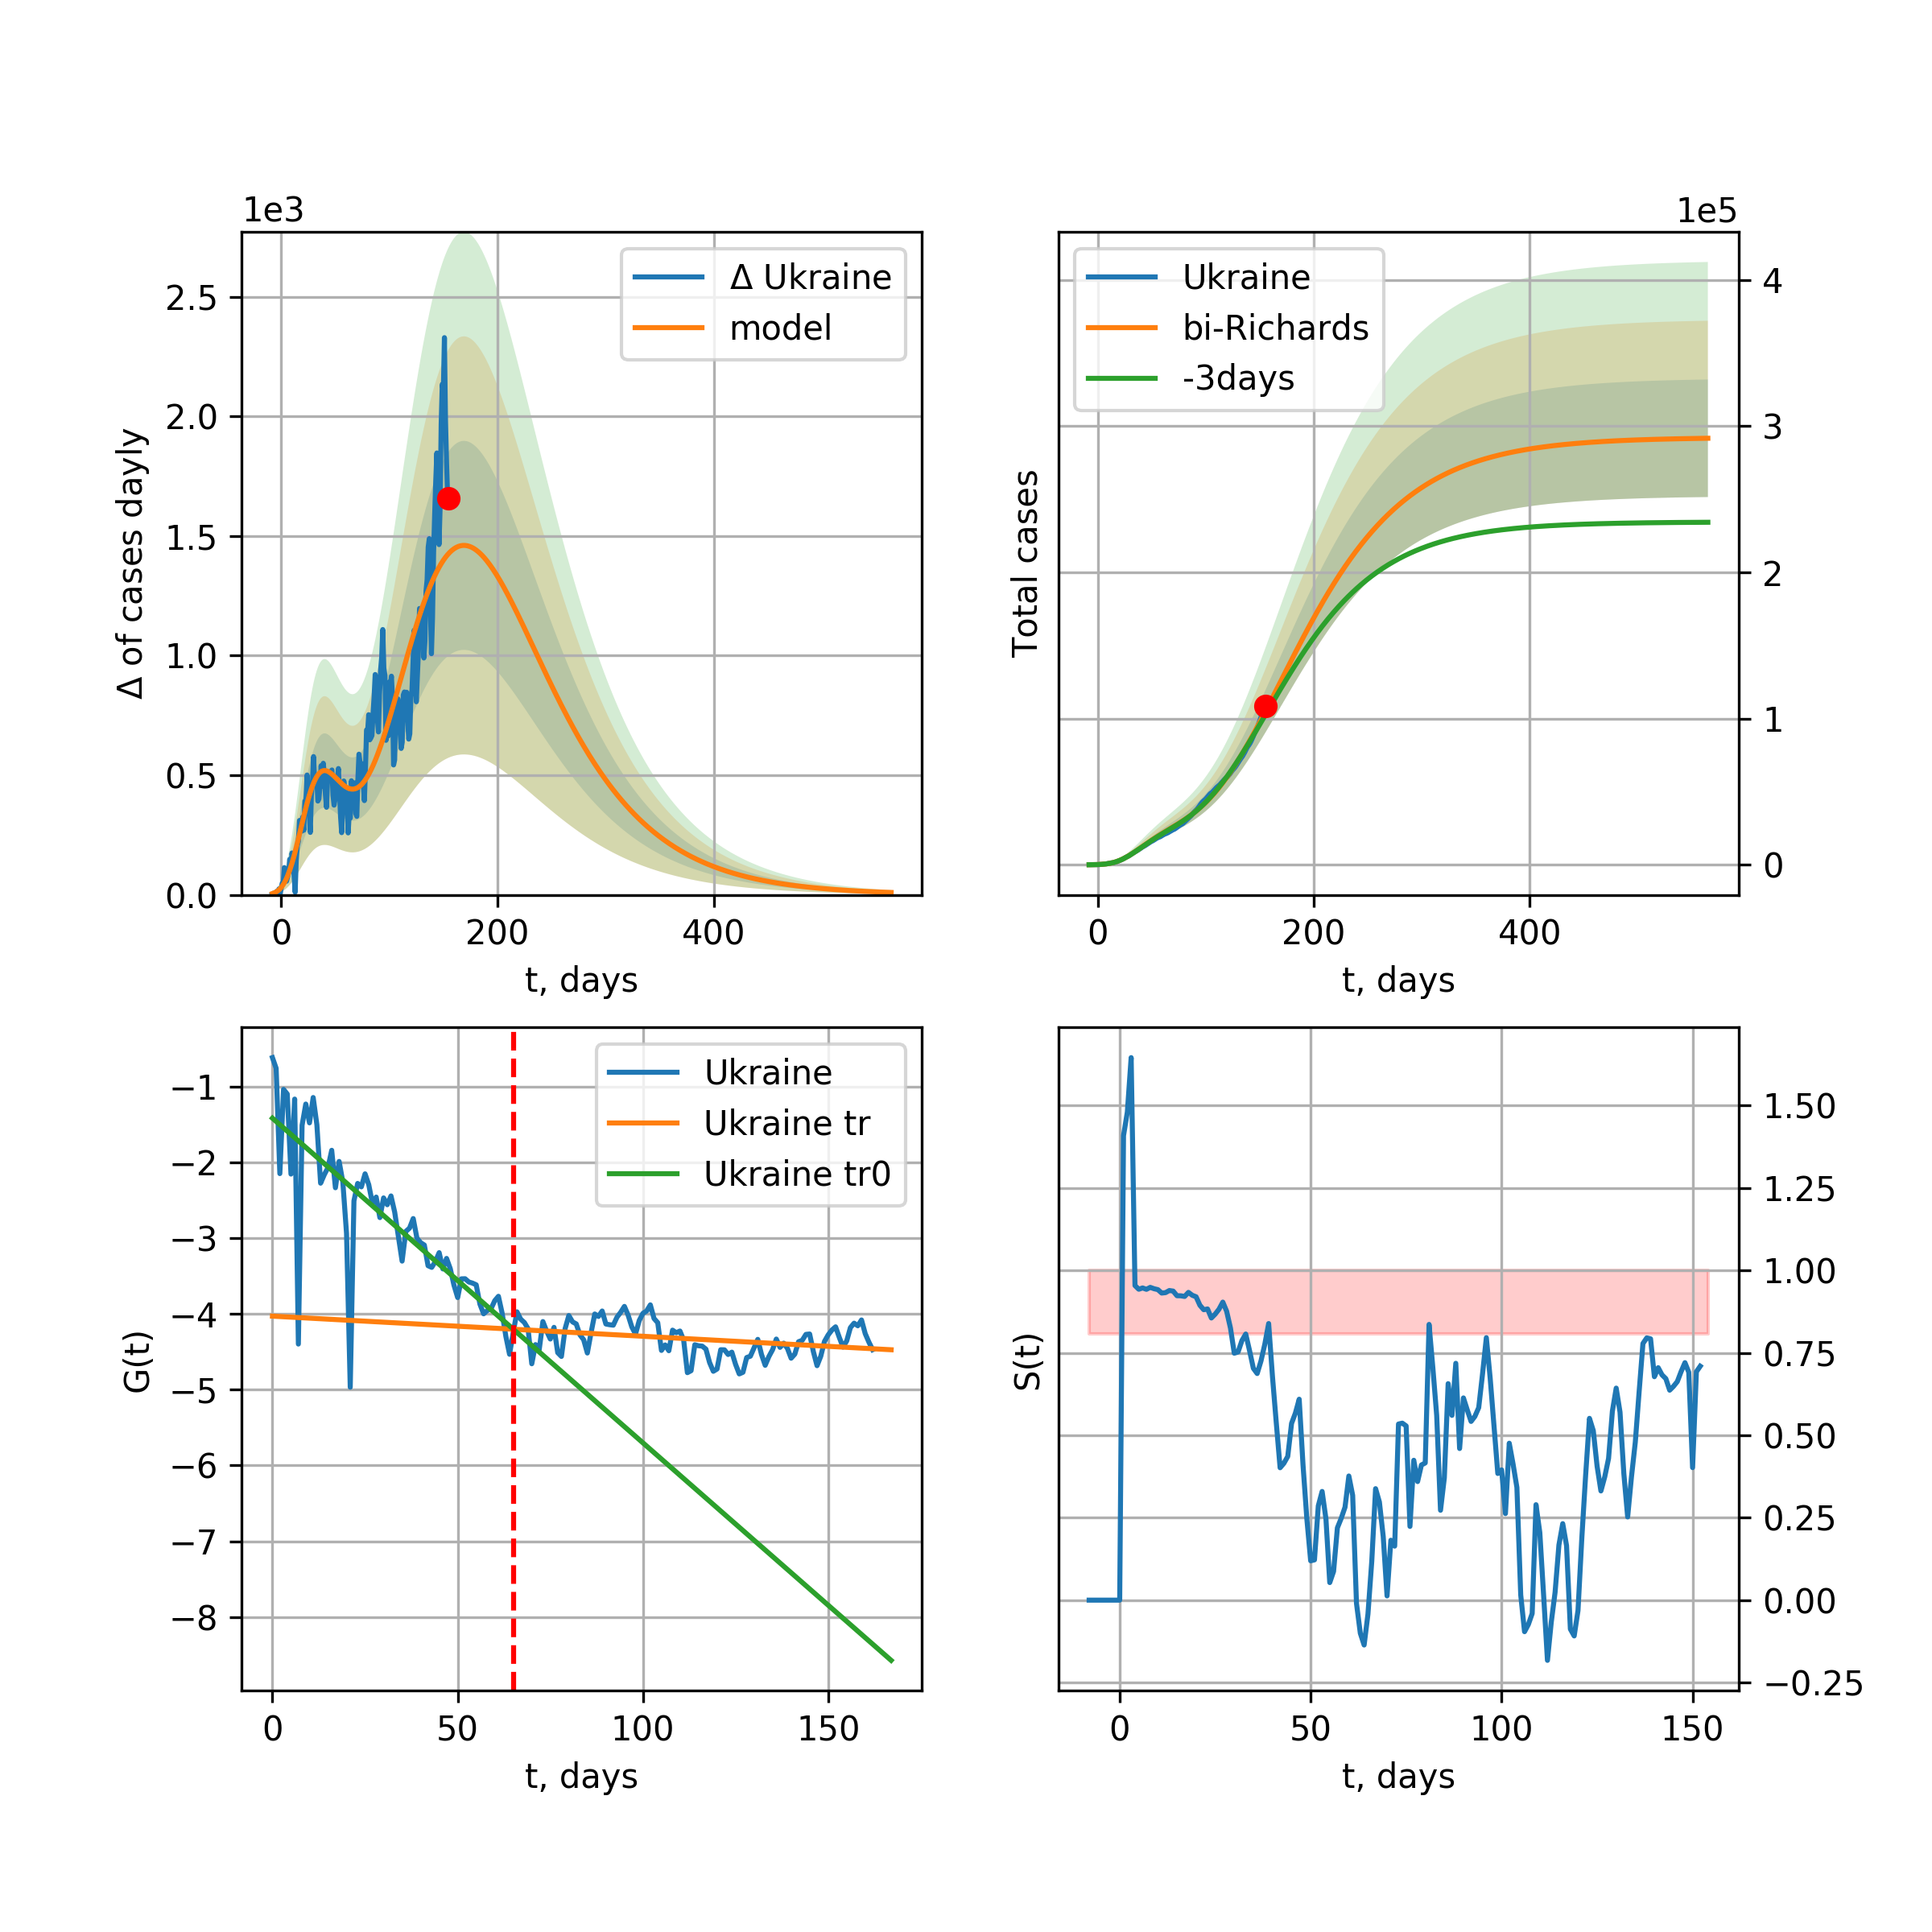 1e3
Δ of cases dayly
2.5
2.0
1.5
1.0
0.5
0.0
Δ Ukraine
model
0 200 400
t, days
1e5
Total cases
Ukraine
bi-Richards
-3days
4
3
2
1
0
0 200 400
t, days
G(t)
−1
−2
−3
−4
−5
−6
−7
−8
Ukraine
Ukraine tr
Ukraine tr0
0 50 100 150
t, days
S(t)
1.50
1.25
1.00
0.75
0.50
0.25
0.00
−0.25
0 50 100 150
t, days